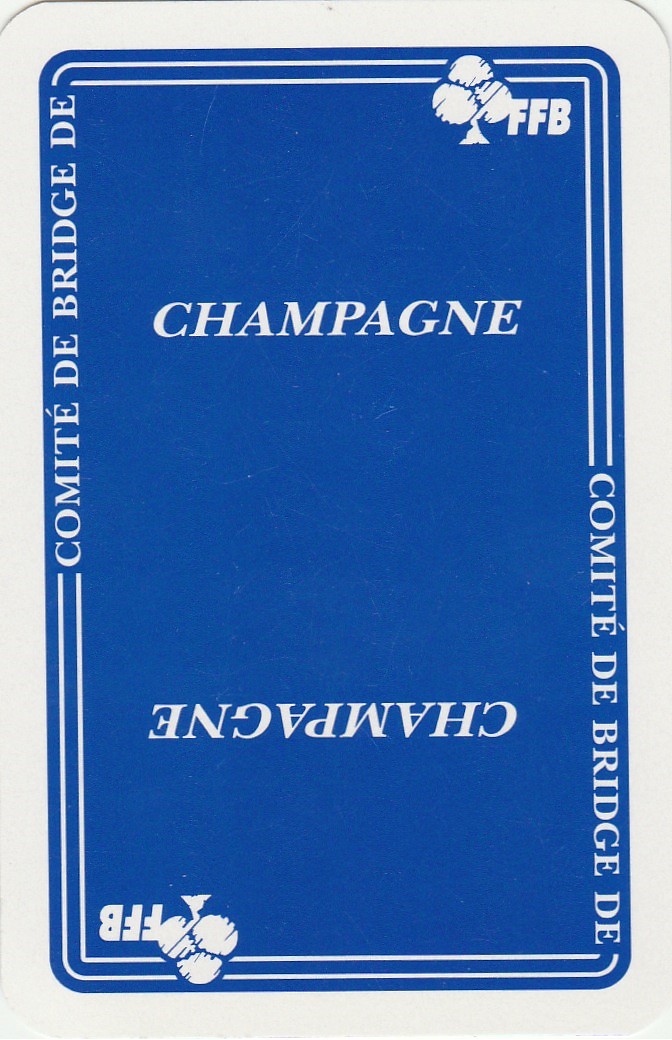 FFB
COMITÉ DE BRIDGE DE
CHAMPAGNE
COMITÉ DE BRIDGE DE
CHAMPAGNE
FFB